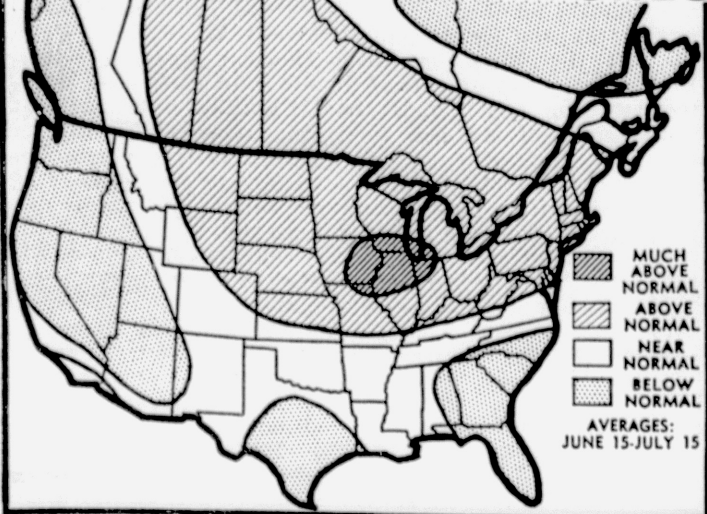 MUCH
ABOVE
NORMAL
ABOVE
NORMAL
NEAR
NORMAL
BELOW
NORMAL
AVERAGES:
JUNE 15-JULY 15